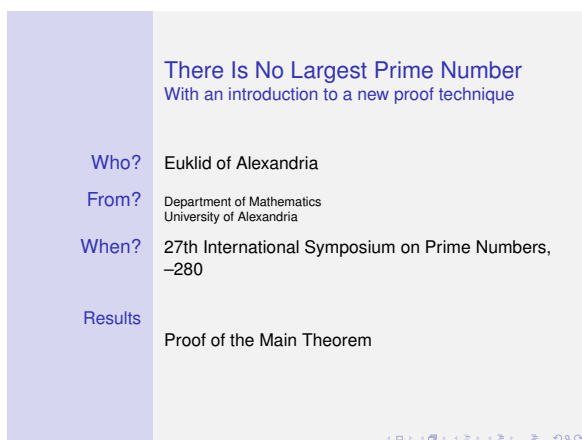 There Is No Largest Prime Number
With an introduction to a new proof technique
Who? Euklid of Alexandria
From? Department of Mathematics
University of Alexandria
When? 27th International Symposium on Prime Numbers,
–280
Results
Proof of the Main Theorem